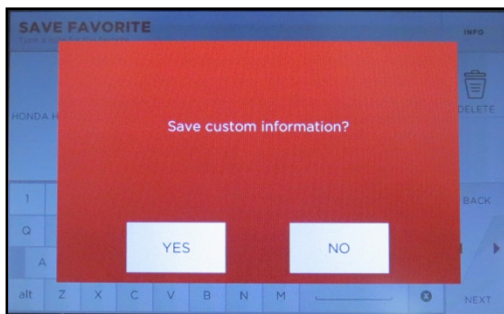 SAVE FAVORITE
INFO
DELETE
HONDA H
Save custom information?
YES
NO
1
BACK
Q
A
alt Z X C V B N M
NEXT